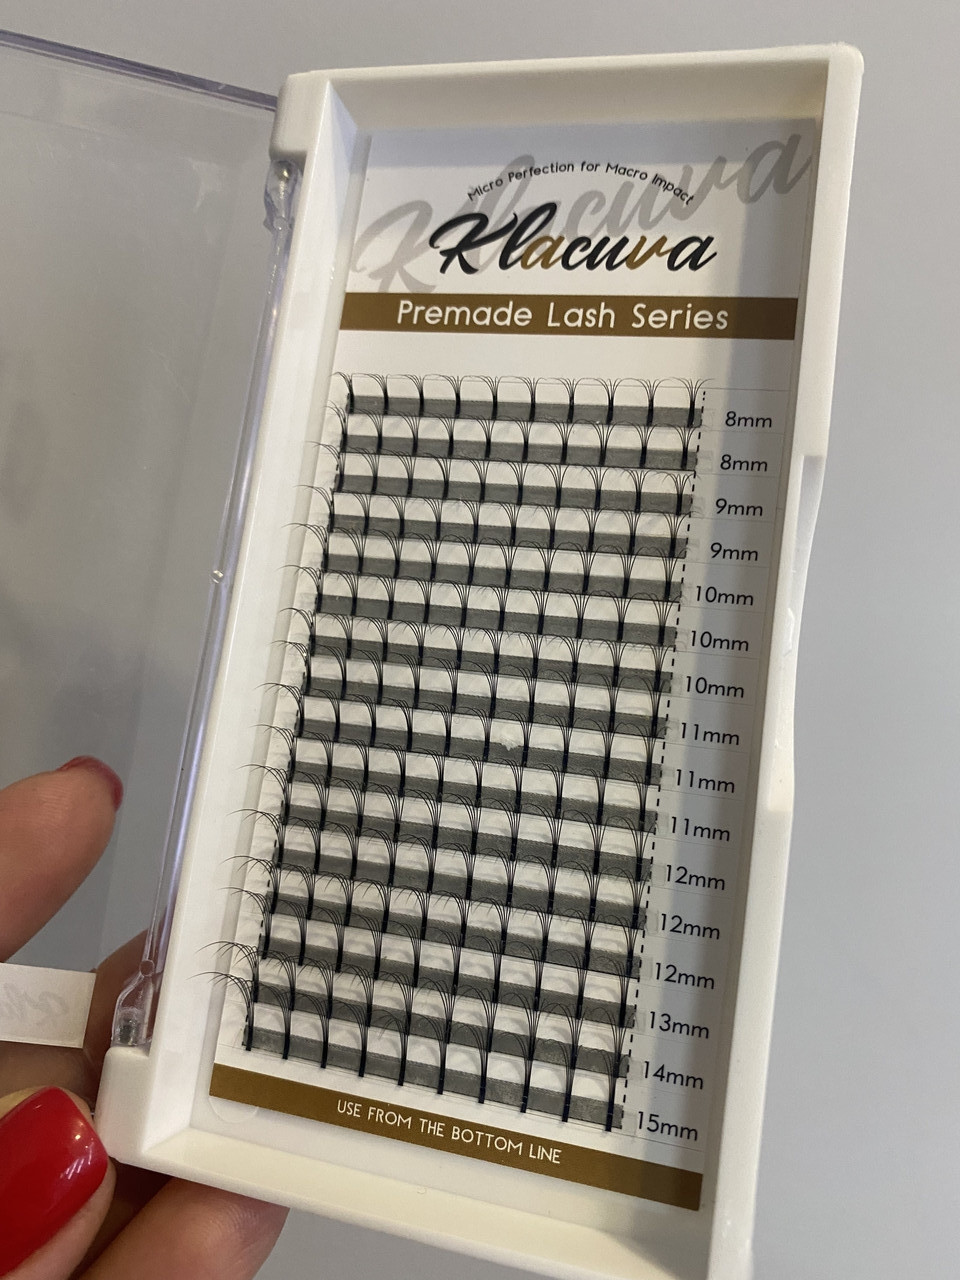 Klacuva
Micro Perfection for Macro Impact
Klacuva
Premade Lash Series
8mm
8mm
9mm
9mm
10mm
10mm
10mm
11mm
11mm
11mm
12mm
12mm
12mm
13mm
14mm
15mm
USE FROM THE BOTTOM LINE